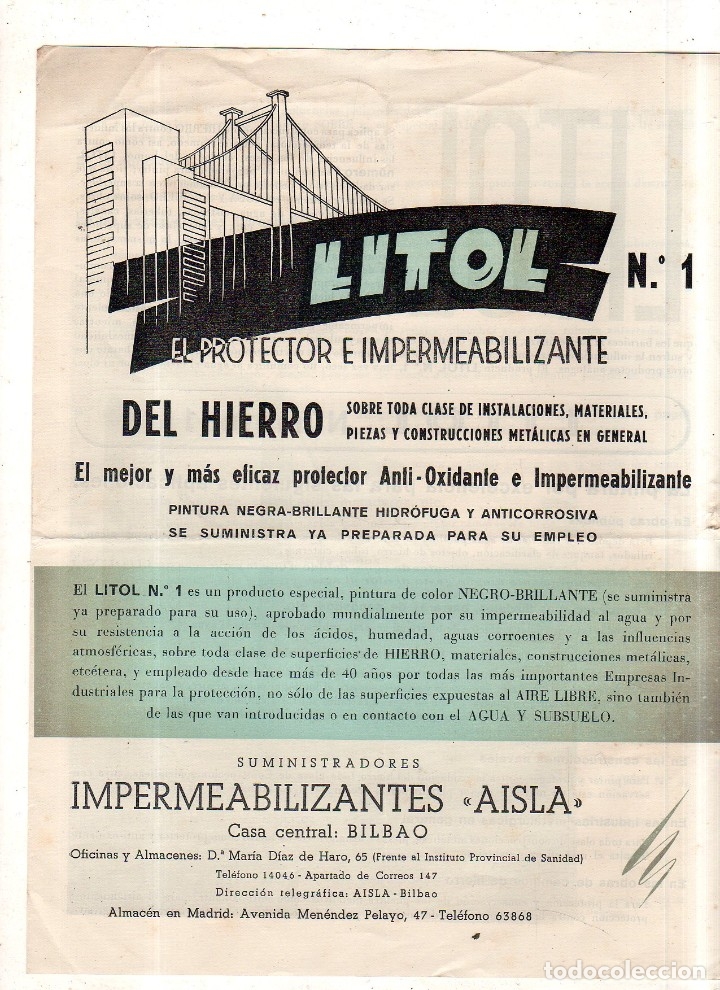 LITOL
N.º 1
EL PROTECTOR E IMPERMEABILIZANTE
DEL HIERRO
SOBRE TODA CLASE DE INSTALACIONES, MATERIALES,
PIEZAS Y CONSTRUCCIONES METÁLICAS EN GENERAL
El mejor y más eficaz protector Anti-Oxidante e Impermeabilizante
PINTURA NEGRA-BRILLANTE HIDRÓFUGA Y ANTICORROSIVA
SE SUMINISTRA YA PREPARADA PARA SU EMPLEO
El LITOL N.º 1 es un producto especial, pintura de color NEGRO-BRILLANTE (se suministra
ya preparado para su uso), aprobado mundialmente por su impermeabilidad al agua y por
su resistencia a la acción de los ácidos, humedad, aguas corroentes y a las influencias
atmosféricas, sobre toda clase de superficies de HIERRO, materiales, construcciones metálicas,
etcétera, y empleado desde hace más de 40 años por todas las más importantes Empresas In-
dustriales para la protección, no sólo de las superficies expuestas al AIRE LIBRE, sino también
de las que van introducidas o en contacto con el AGUA Y SUBSUELO.
SUMINISTRADORES
IMPERMEABILIZANTES «AISLA»
Casa central: BILBAO
Oficinas y Almacenes: D.ª María Díaz de Haro, 65 (Frente al Instituto Provincial de Sanidad)
Teléfono 14046 - Apartado de Correos 147
Dirección telegráfica: AISLA - Bilbao
Almacén en Madrid: Avenida Menéndez Pelayo, 47 - Teléfono 63868
todocoleccion